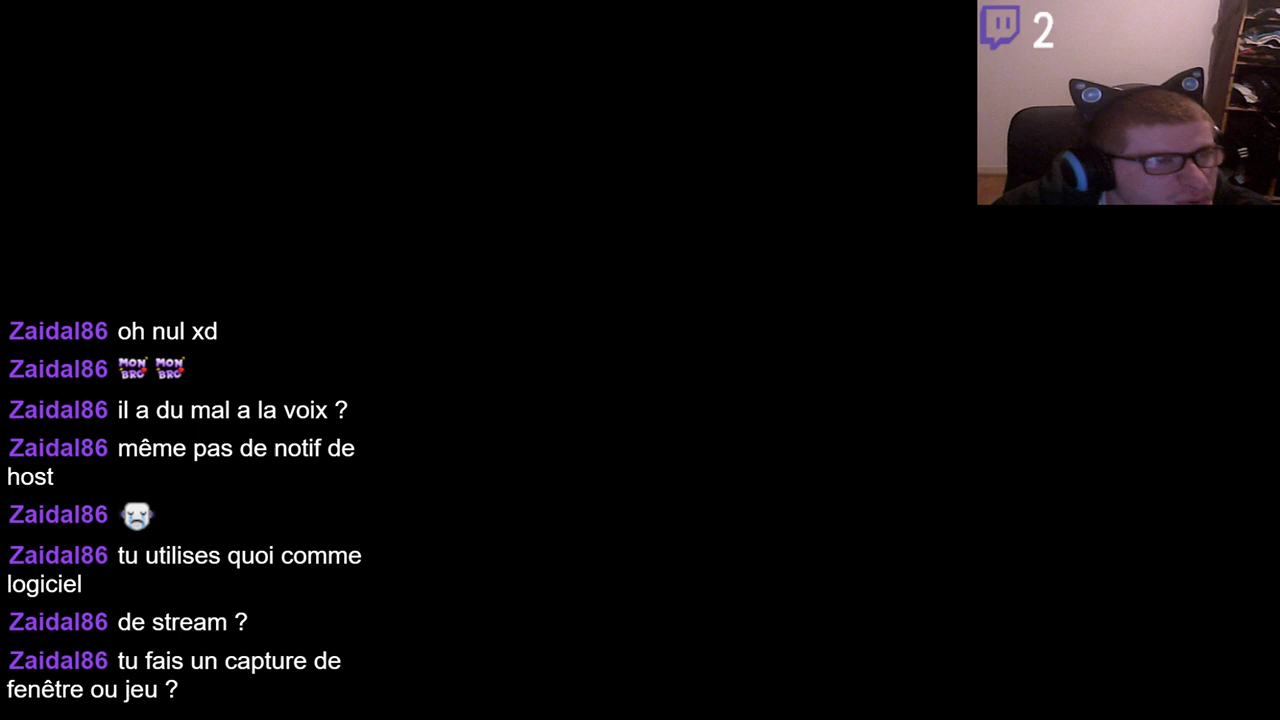 2
Zaidal86 oh nul xd
Zaidal86 MON BRO MON BRO
Zaidal86 il a du mal a la voix ?
Zaidal86 même pas de notif de
host
Zaidal86
Zaidal86 tu utilises quoi comme
logiciel
Zaidal86 de stream ?
Zaidal86 tu fais un capture de
fenêtre ou jeu ?